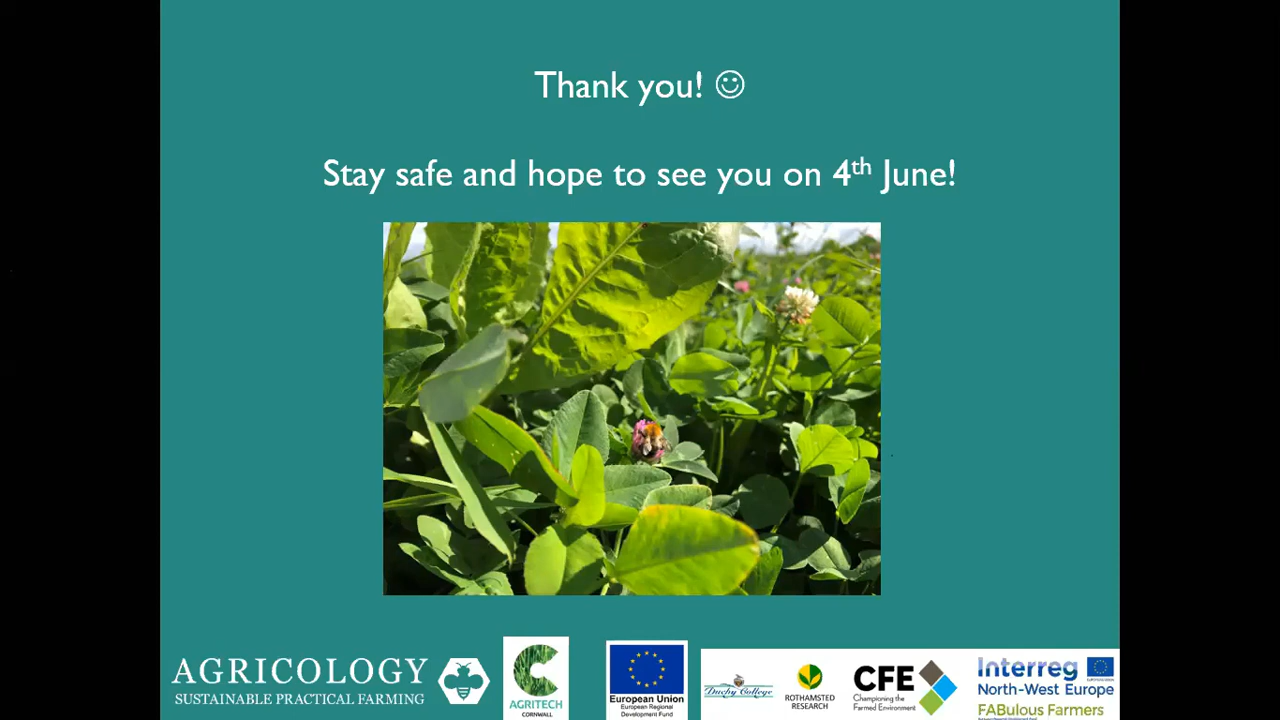 Thank you! ☺
Stay safe and hope to see you on 4th June!
AGRICOLOGY
SUSTAINABLE PRACTICAL FARMING
AGRITECH
CORNWALL
European Union
European Regional
Development Fund
Duchy College
ROTHAMSTED
RESEARCH
CFE
Championing the
Farmed Environment
Interreg
North-West Europe
FABulous Farmers